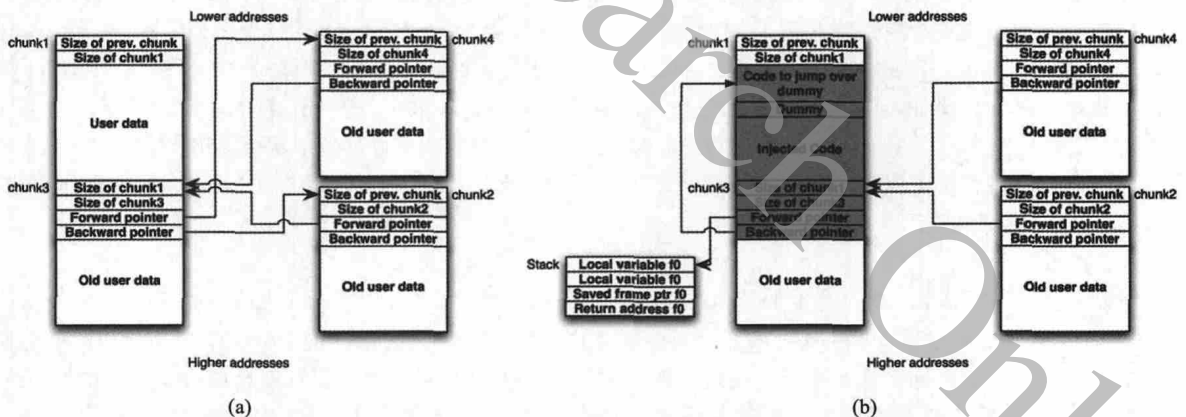 Lower addresses
chunk1
Size of prev. chunk
Size of chunk1
User data
chunk3
Size of chunk1
Size of chunk3
Forward pointer
Backward pointer
Old user data
Size of prev. chunk
chunk4
Size of chunk4
Forward pointer
Backward pointer
Old user data
Size of prev. chunk
chunk2
Size of chunk2
Forward pointer
Backward pointer
Old user data
Higher addresses
(a)
Lower addresses
chunk1
Size of prev. chunk
Size of chunk1
Code to jump over
dummy
Dummy
Injected Code
chunk3
Size of chunk1
Size of chunk3
Forward pointer
Backward pointer
Old user data
Stack
Local variable f0
Local variable f0
Saved frame ptr f0
Return address f0
Size of prev. chunk
chunk4
Size of chunk4
Forward pointer
Backward pointer
Old user data
Size of prev. chunk
chunk2
Size of chunk2
Forward pointer
Backward pointer
Old user data
Higher addresses
(b)